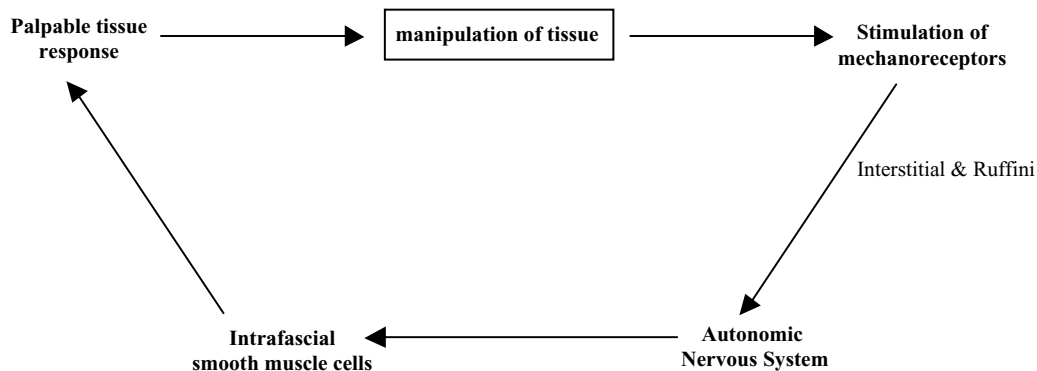 Palpable tissue
response
manipulation of tissue
Stimulation of
mechanoreceptors
Interstitial & Ruffini
Intrafascial
smooth muscle cells
Autonomic
Nervous System